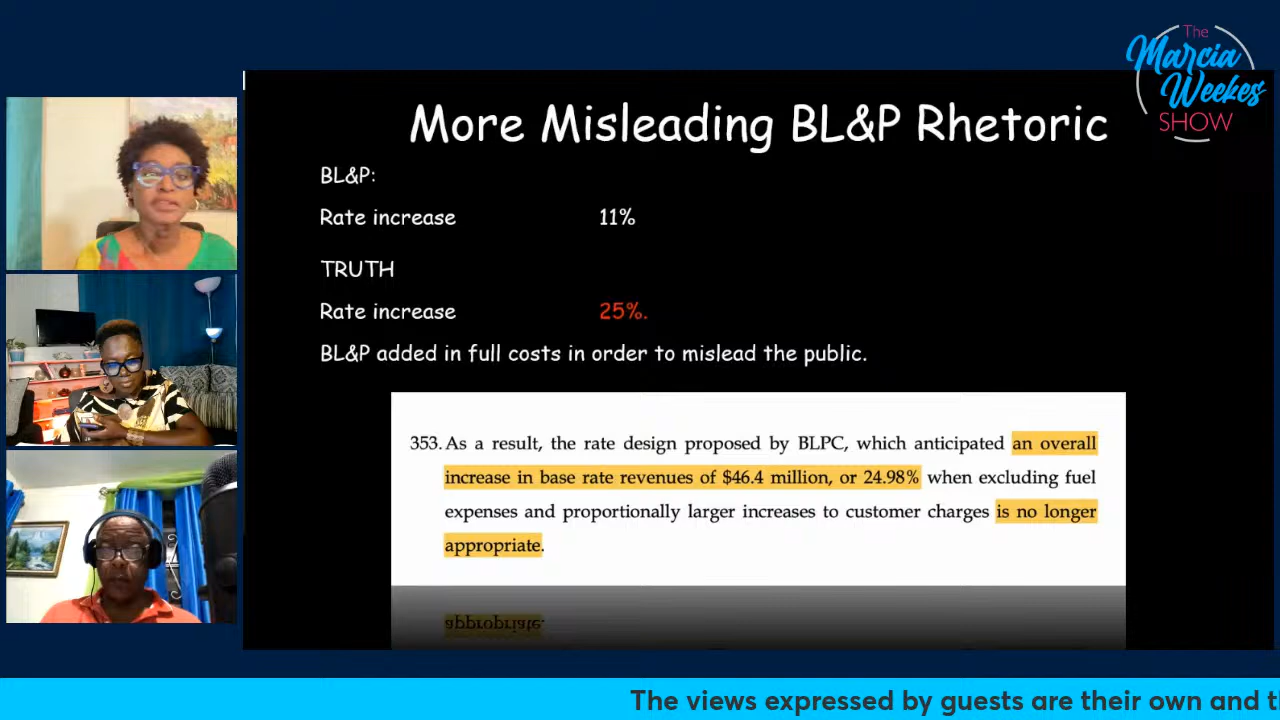 The
Marcia
Weekes
SHOW
More Misleading BL&P Rhetoric
BL&P:
Rate increase 11%
TRUTH
Rate increase 25%.
BL&P added in full costs in order to mislead the public.
353. As a result, the rate design proposed by BLPC, which anticipated an overall
increase in base rate revenues of $46.4 million, or 24.98% when excluding fuel
expenses and proportionally larger increases to customer charges is no longer
appropriate.
appropriate.
The views expressed by guests are their own and t